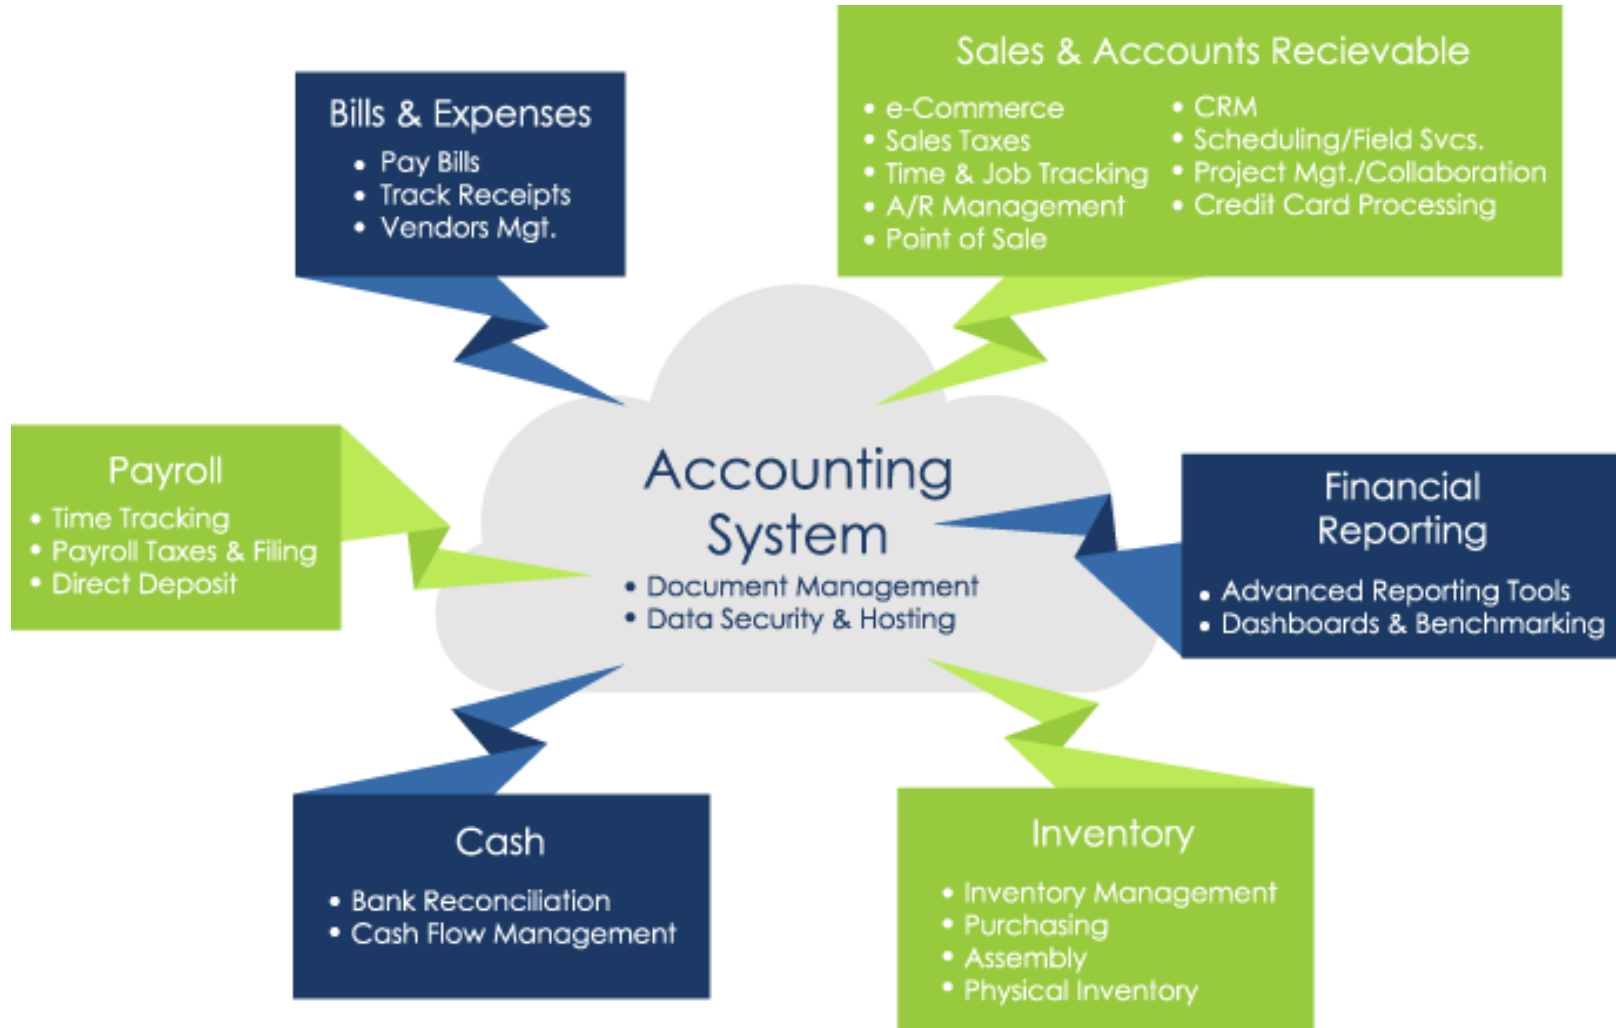 Bills & Expenses
• Pay Bills
• Track Receipts
• Vendors Mgt.
Sales & Accounts Recievable
• e-Commerce
• Sales Taxes
• Time & Job Tracking
• A/R Management
• Point of Sale
• CRM
• Scheduling/Field Svcs.
• Project Mgt./Collaboration
• Credit Card Processing
Payroll
• Time Tracking
• Payroll Taxes & Filing
• Direct Deposit
Accounting
System
• Document Management
• Data Security & Hosting
Financial
Reporting
• Advanced Reporting Tools
• Dashboards & Benchmarking
Cash
• Bank Reconciliation
• Cash Flow Management
Inventory
• Inventory Management
• Purchasing
• Assembly
• Physical Inventory